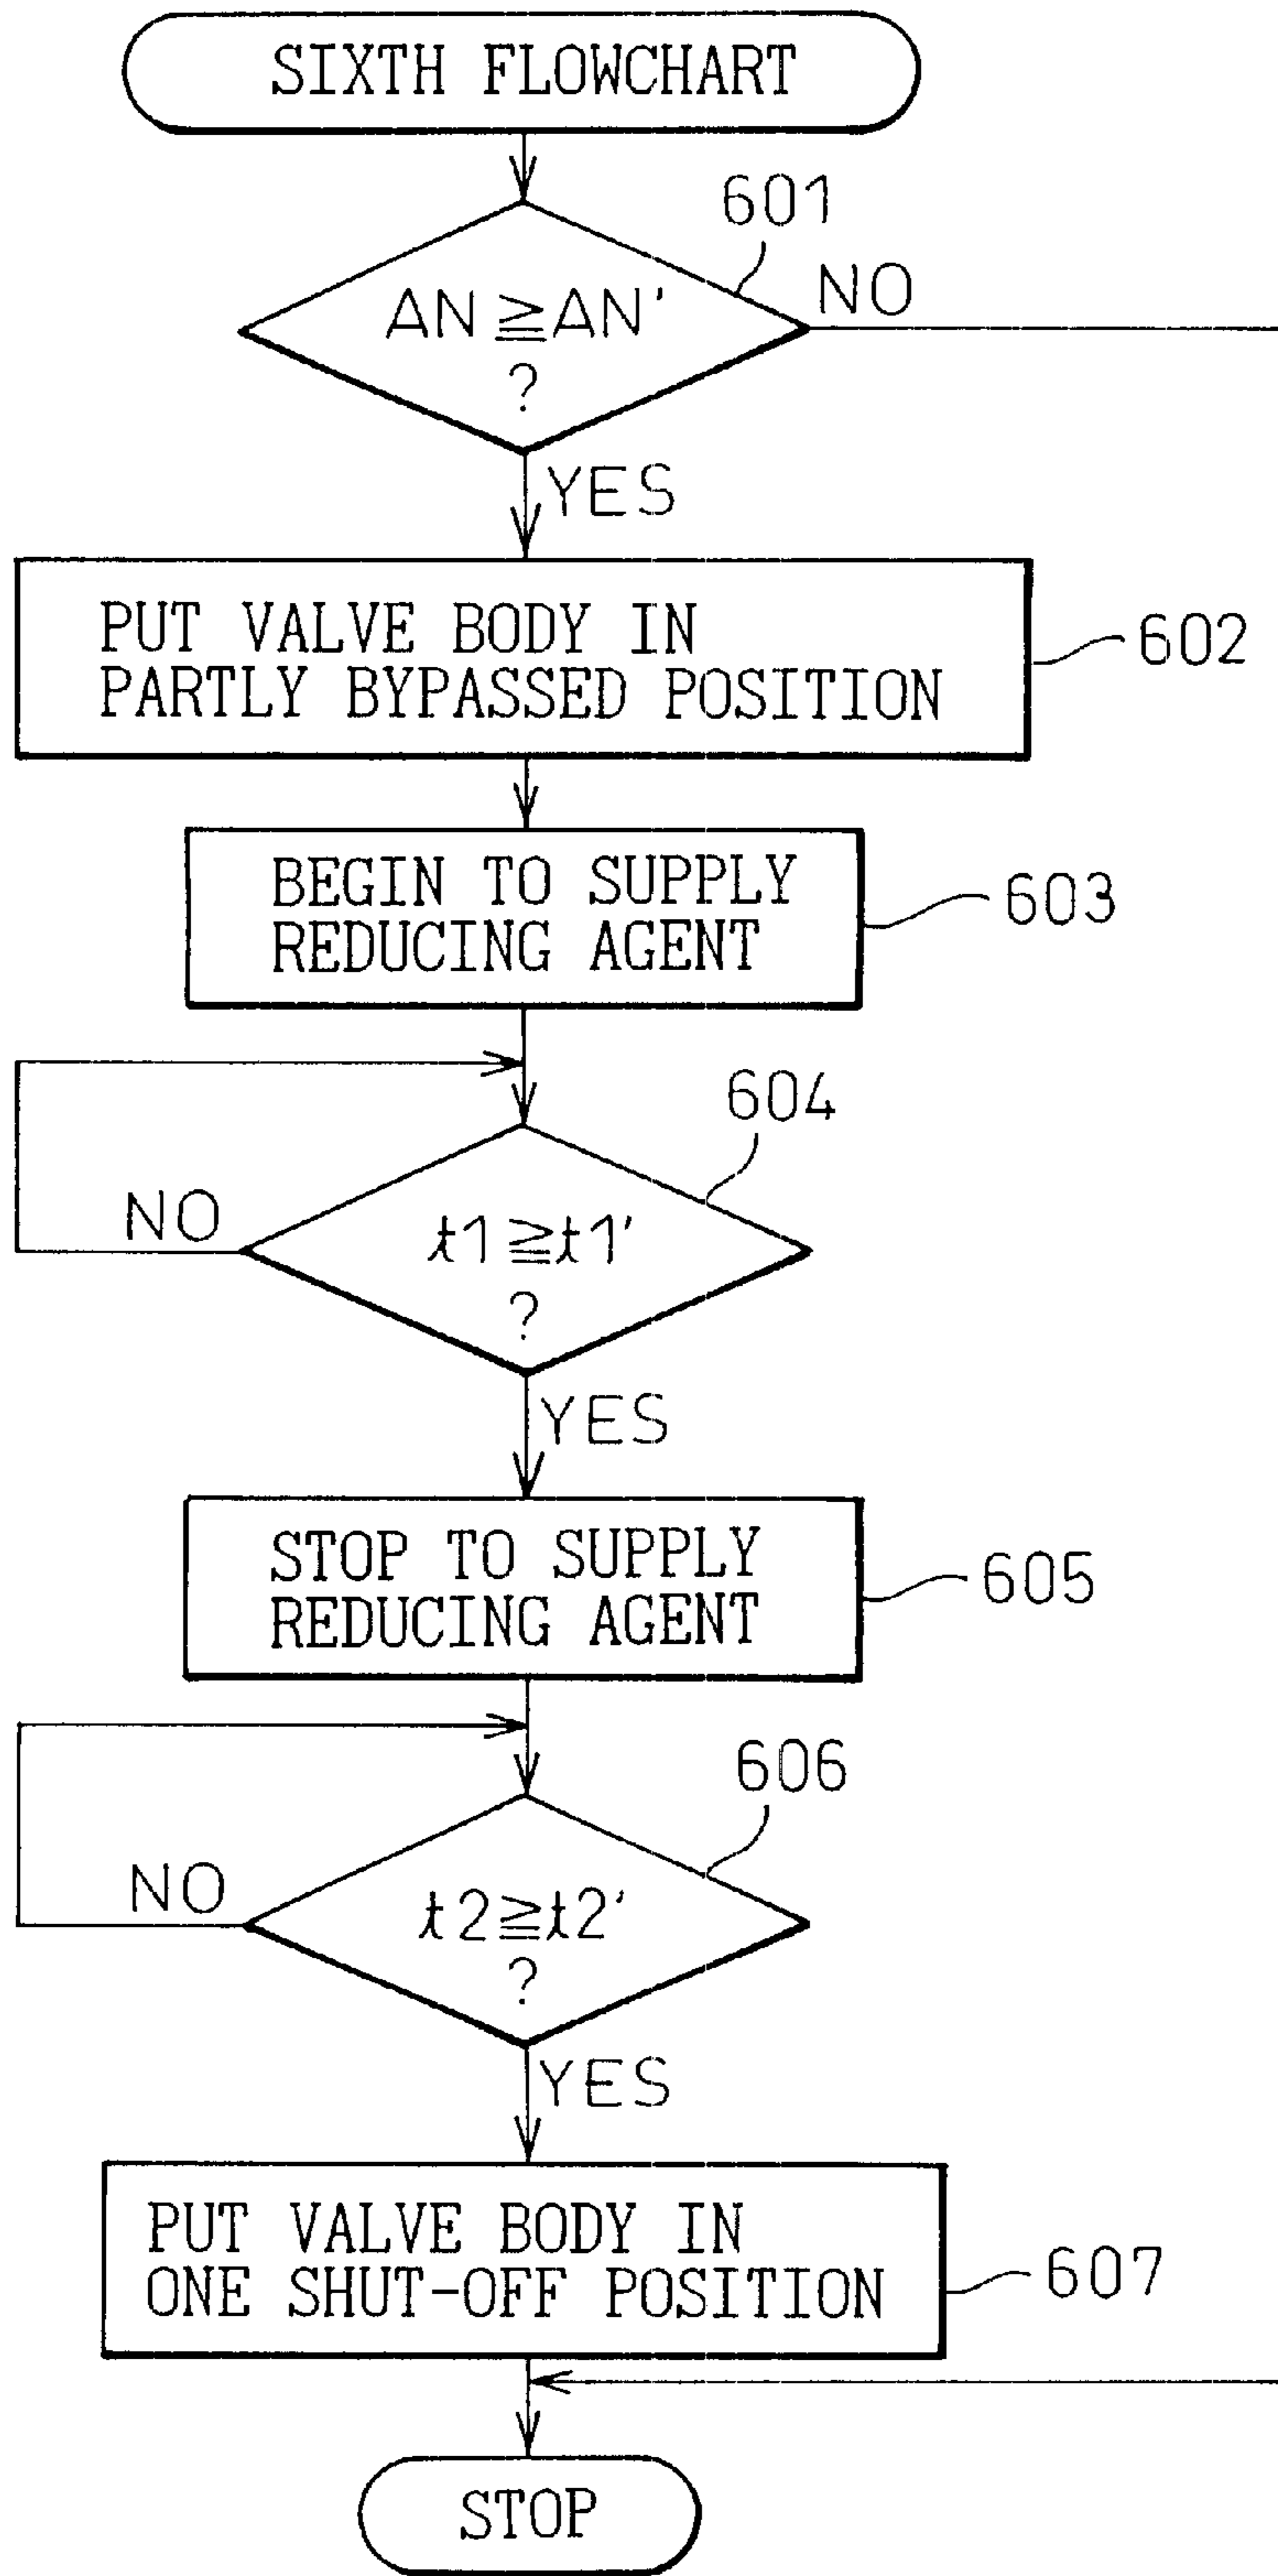 SIXTH FLOWCHART
601
AN ≧ AN'
?
NO
YES
PUT VALVE BODY IN
PARTLY BYPASSED POSITION
602
BEGIN TO SUPPLY
REDUCING AGENT
603
604
NO
t1 ≧ t1'
?
YES
STOP TO SUPPLY
REDUCING AGENT
605
606
NO
t2 ≧ t2'
?
YES
PUT VALVE BODY IN
ONE SHUT-OFF POSITION
607
STOP